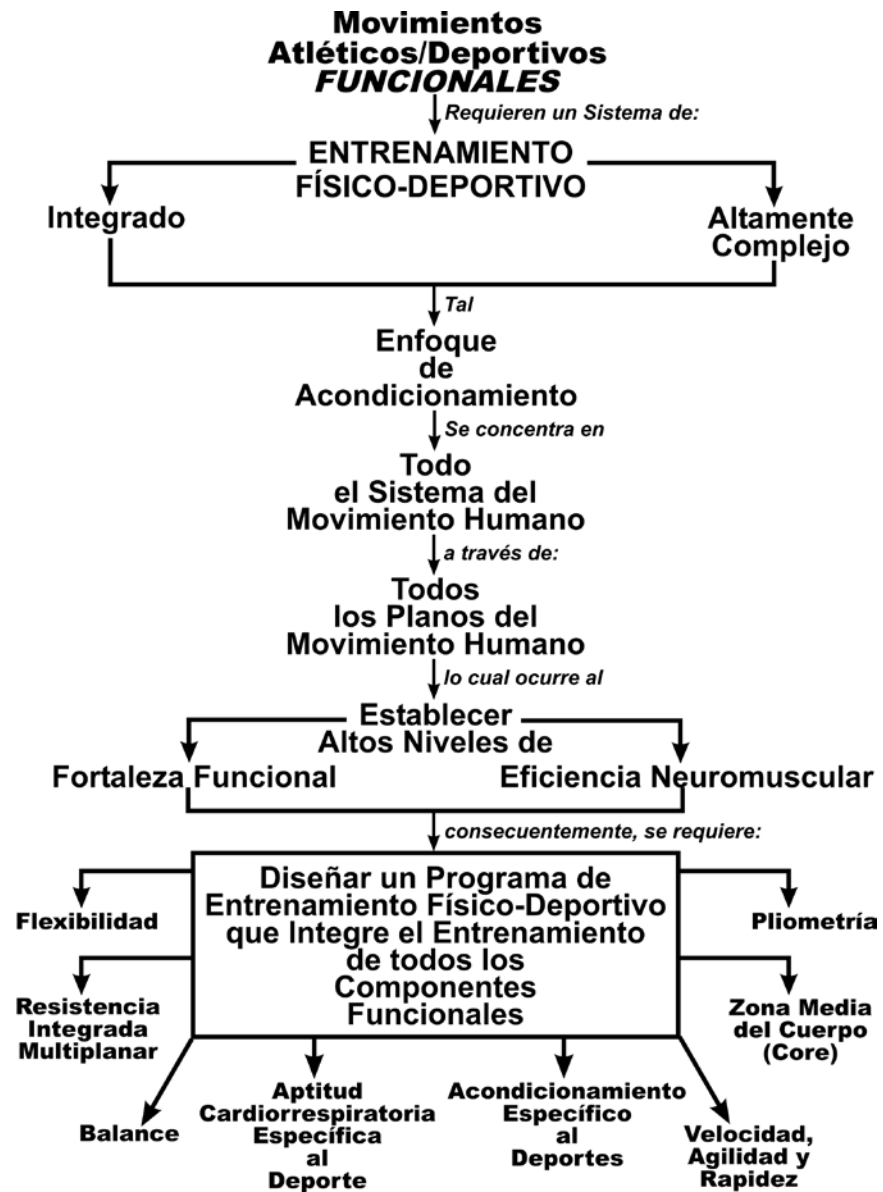 Movimientos
Atléticos/Deportivos
FUNCIONALES
Requieren un Sistema de:
ENTRENAMIENTO
FÍSICO-DEPORTIVO
Integrado
Altamente
Complejo
Tal
Enfoque
de
Acondicionamiento
Se concentra en
Todo
el Sistema del
Movimiento Humano
a través de:
Todos
los Planos del
Movimiento Humano
lo cual ocurre al
Establecer
Altos Niveles de
Fortaleza Funcional
Eficiencia Neuromuscular
consecuentemente, se requiere:
Diseñar un Programa de
Entrenamiento Físico-Deportivo
que Integre el Entrenamiento
de todos los
Componentes
Funcionales
Flexibilidad
Pliometría
Resistencia
Integrada
Multiplanar
Zona Media
del Cuerpo
(Core)
Balance
Aptitud
Cardiorrespiratoria
Específica
al
Deporte
Acondicionamiento
Específico
al
Deportes
Velocidad,
Agilidad y
Rapidez